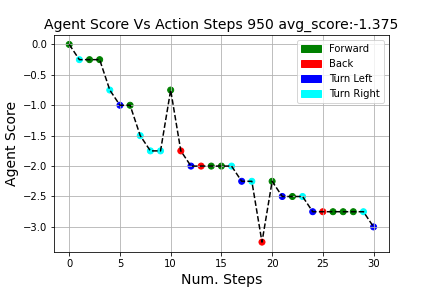 Agent Score Vs Action Steps 950 avg_score:-1.375
Agent Score
0.0
−0.5
−1.0
−1.5
−2.0
−2.5
−3.0
Forward
Back
Turn Left
Turn Right
0 5 10 15 20 25 30
Num. Steps